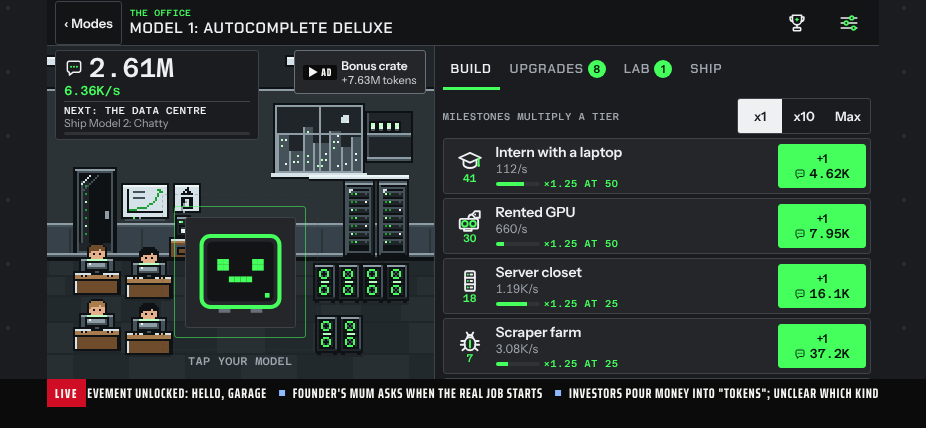 ‹ Modes
THE OFFICE
MODEL 1: AUTOCOMPLETE DELUXE
2.61M
6.36K/s
NEXT: THE DATA CENTRE
Ship Model 2: Chatty
AD
Bonus crate
+7.63M tokens
TAP YOUR MODEL
BUILD
UPGRADES 8
LAB 1
SHIP
MILESTONES MULTIPLY A TIER
x1
x10
Max
Intern with a laptop
112/s
41
×1.25 AT 50
+1
4.62K
Rented GPU
660/s
30
×1.25 AT 50
+1
7.95K
Server closet
1.19K/s
18
×1.25 AT 25
+1
16.1K
Scraper farm
3.08K/s
7
×1.25 AT 25
+1
37.2K
LIVE
EVEMENT UNLOCKED: HELLO, GARAGE ■ FOUNDER'S MUM ASKS WHEN THE REAL JOB STARTS ■ INVESTORS POUR MONEY INTO "TOKENS"; UNCLEAR WHICH KIND